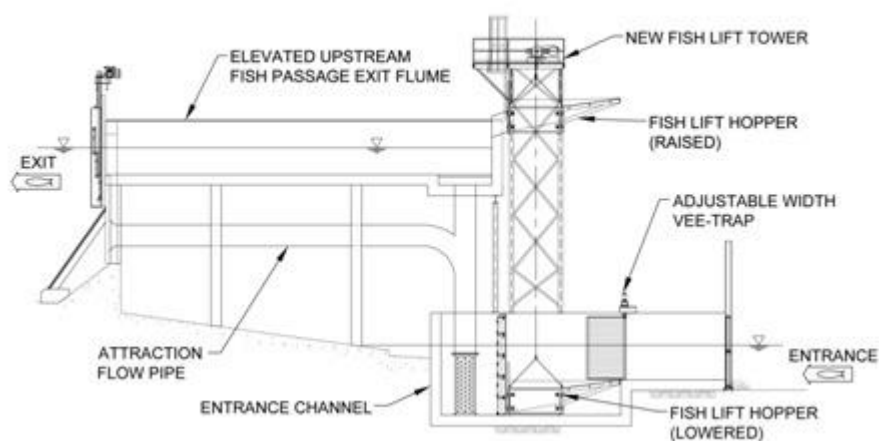 ELEVATED UPSTREAM
FISH PASSAGE EXIT FLUME
NEW FISH LIFT TOWER
FISH LIFT HOPPER
(RAISED)
EXIT
ADJUSTABLE WIDTH
VEE-TRAP
ATTRACTION
FLOW PIPE
ENTRANCE
ENTRANCE CHANNEL
FISH LIFT HOPPER
(LOWERED)